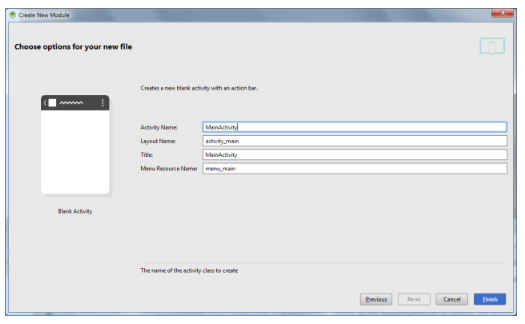 Create New Module
Choose options for your new file
Creates a new blank activity with an action bar.
Activity Name: MainActivity
Layout Name: activity_main
Title: MainActivity
Menu Resource Name: menu_main
Blank Activity
The name of the activity class to create
Previous Next Cancel Finish